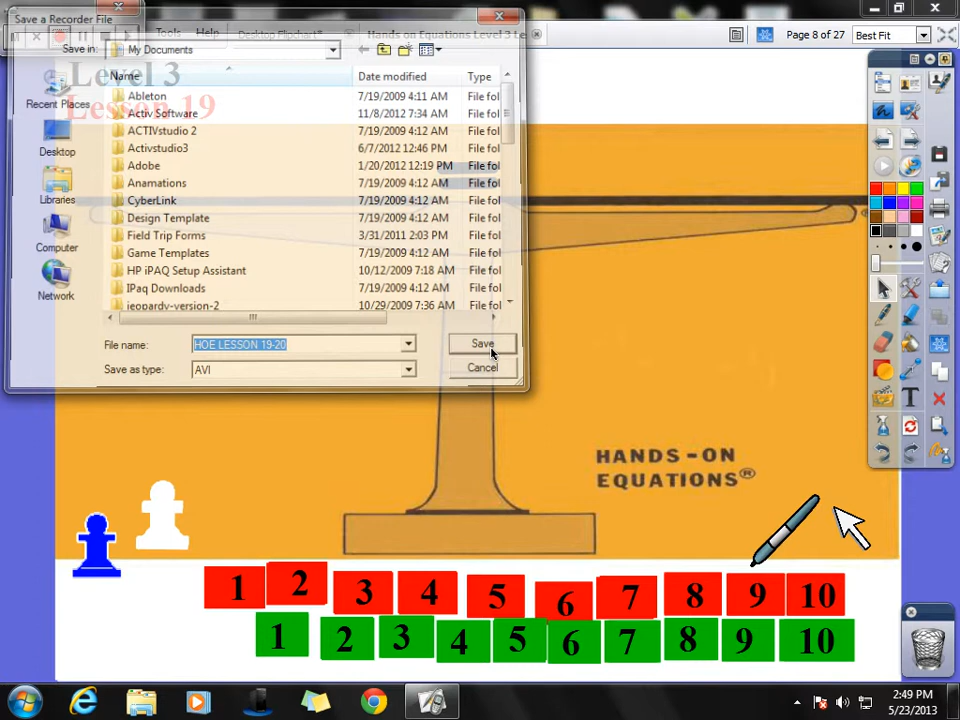 Save a Recorder File
Tools Help Desktop Flipchart* Hands on Equations Level 3 Le
Page 8 of 27 Best Fit
Save in: My Documents
Level 3
Lesson 19
Name Date modified Type
Recent Places
Desktop
Libraries
Computer
Network
Ableton 7/19/2009 4:11 AM File fol
Activ Software 11/8/2012 7:34 AM File fol
ACTIVstudio 2 7/19/2009 4:12 AM File fol
Activstudio3 6/7/2012 12:46 PM File fol
Adobe 1/20/2012 12:19 PM File fol
Anamations 7/19/2009 4:12 AM File fol
CyberLink 7/19/2009 4:12 AM File fol
Design Template 7/19/2009 4:12 AM File fol
Field Trip Forms 3/31/2011 2:03 PM File fol
Game Templates 7/19/2009 4:12 AM File fol
HP iPAQ Setup Assistant 10/12/2009 7:18 AM File fol
IPaq Downloads 7/19/2009 4:12 AM File fol
jeopardy-version-2 10/29/2009 7:36 AM File fol
File name: HOE LESSON 19-20 Save
Save as type: AVI Cancel
HANDS-ON
EQUATIONS®
1 2 3 4 5 6 7 8 9 10
1 2 3 4 5 6 7 8 9 10
2:49 PM
5/23/2013